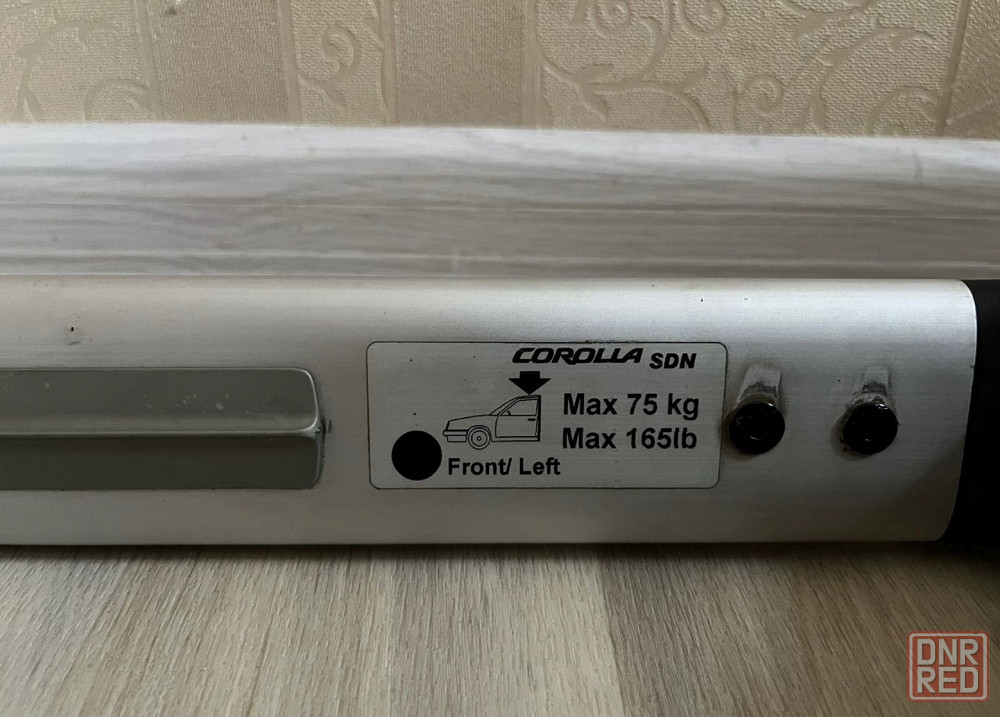 COROLLA SDN
Max 75 kg
Max 165lb
Front/ Left
DNR
RED